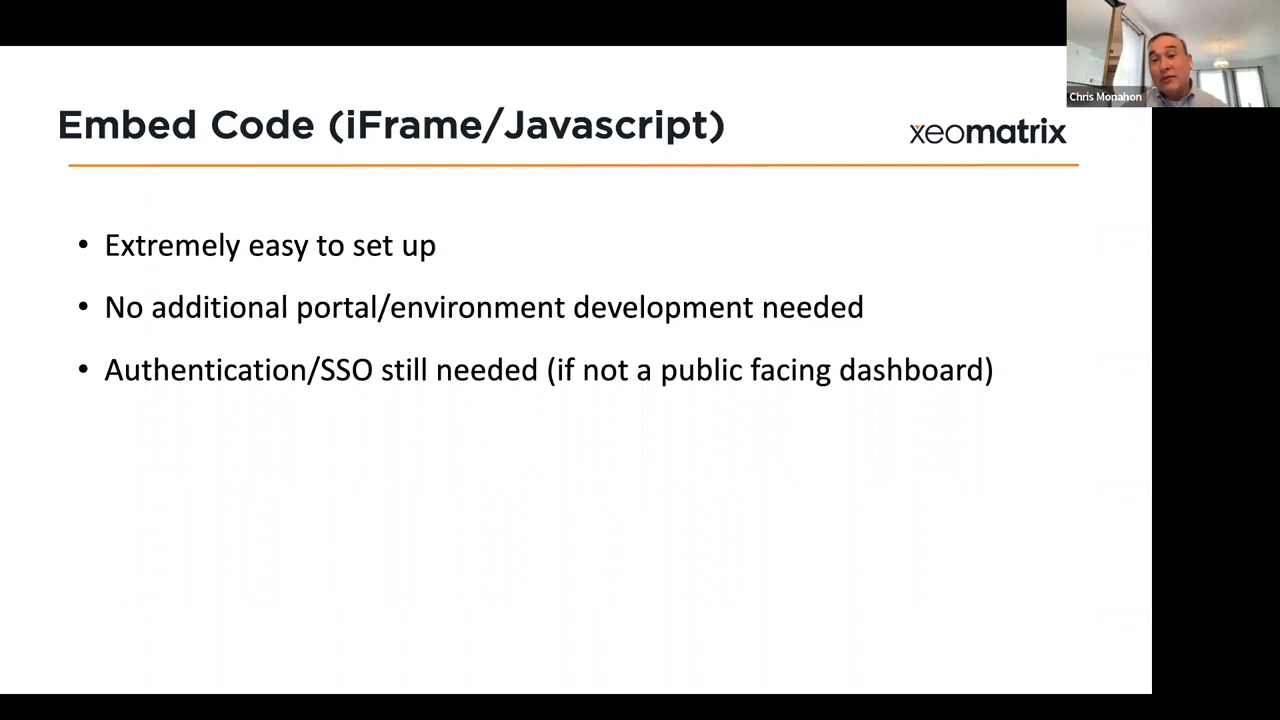 Chris Monahon
Embed Code (iFrame/Javascript)
xeomatrix
• Extremely easy to set up
• No additional portal/environment development needed
• Authentication/SSO still needed (if not a public facing dashboard)